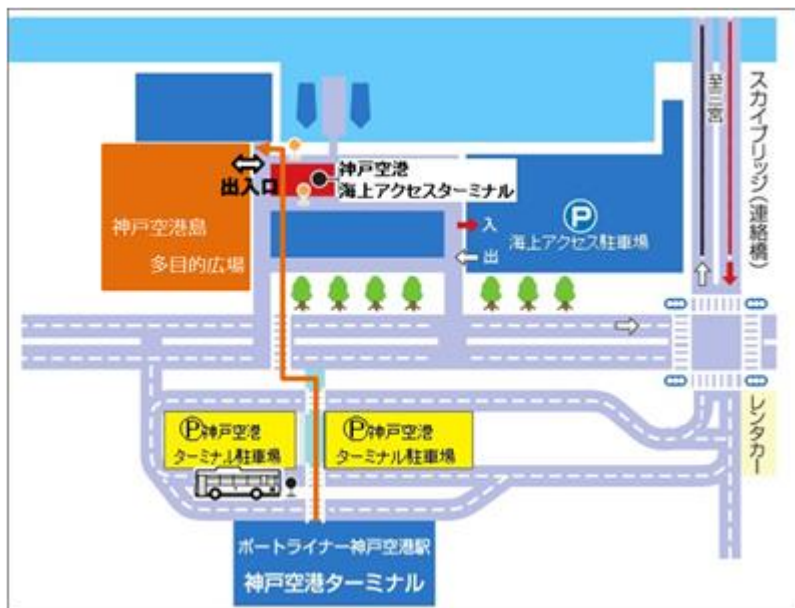 至三宮
スカイブリッジ(連絡橋)
神戸空港
海上アクセスターミナル
出入口
神戸空港島
多目的広場
P
海上アクセス駐車場
入
出
レンタカー
P神戸空港
ターミナル駐車場
P神戸空港
ターミナル駐車場
ポートライナー神戸空港駅
神戸空港ターミナル